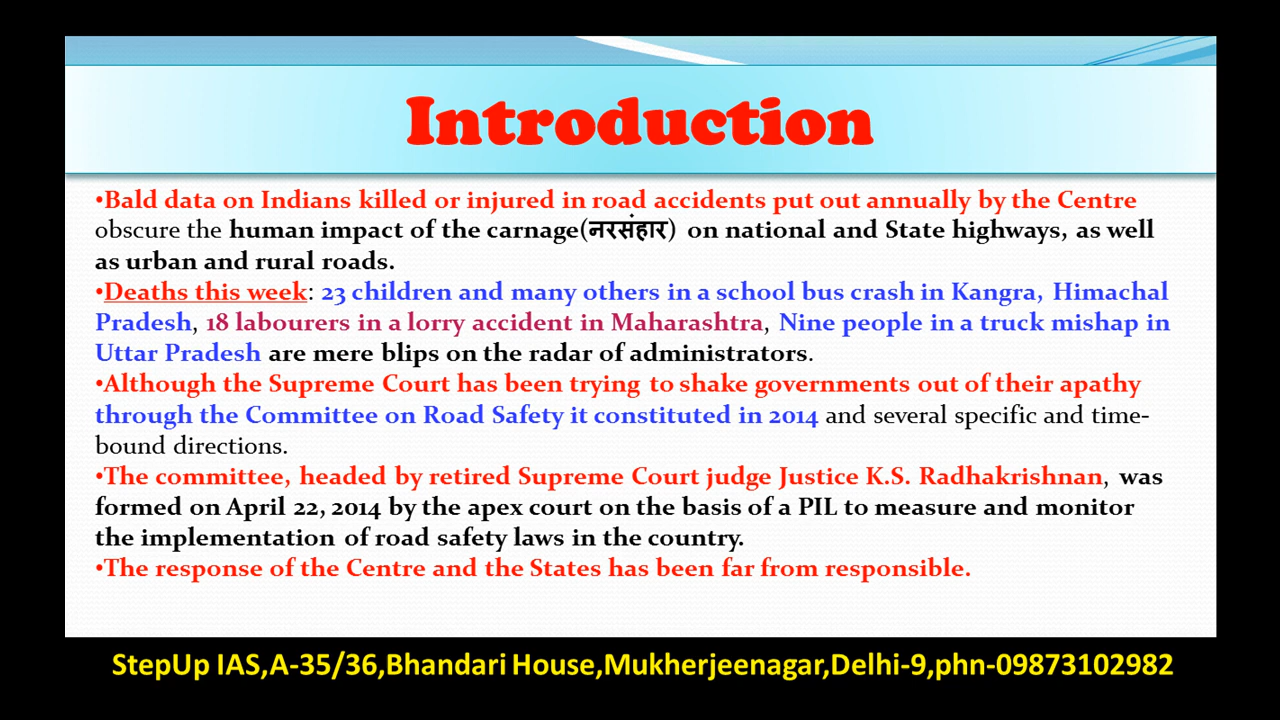 Introduction
•Bald data on Indians killed or injured in road accidents put out annually by the Centre
obscure the human impact of the carnage(नरसंहार) on national and State highways, as well
as urban and rural roads.
•Deaths this week: 23 children and many others in a school bus crash in Kangra, Himachal
Pradesh, 18 labourers in a lorry accident in Maharashtra, Nine people in a truck mishap in
Uttar Pradesh are mere blips on the radar of administrators.
•Although the Supreme Court has been trying to shake governments out of their apathy
through the Committee on Road Safety it constituted in 2014 and several specific and time-
bound directions.
•The committee, headed by retired Supreme Court judge Justice K.S. Radhakrishnan, was
formed on April 22, 2014 by the apex court on the basis of a PIL to measure and monitor
the implementation of road safety laws in the country.
•The response of the Centre and the States has been far from responsible.
StepUp IAS,A-35/36,Bhandari House,Mukherjeenagar,Delhi-9,phn-09873102982